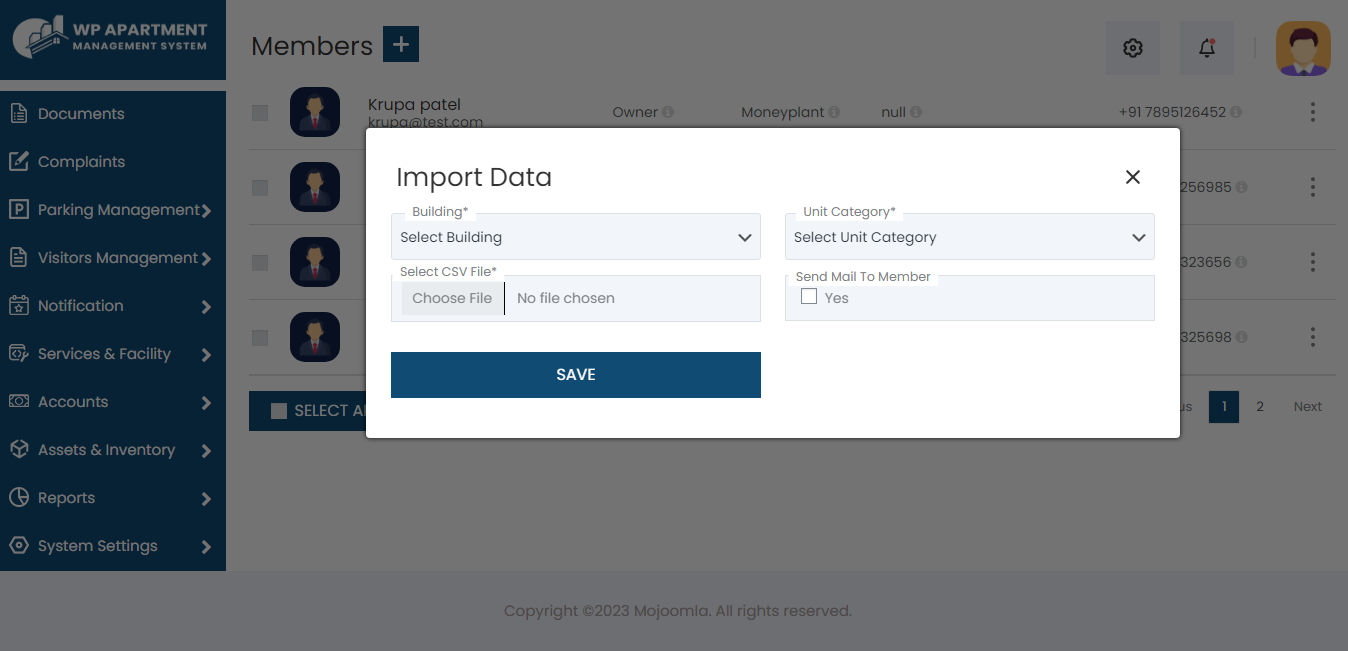 WP APARTMENT
MANAGEMENT SYSTEM
Members +
Documents
Complaints
Parking Management
Visitors Management
Notification
Services & Facility
Accounts
Assets & Inventory
Reports
System Settings
Krupa patel
krupa@test.com
Owner
Moneyplant
null
+91 7895126452
256985
323656
325698
Import Data
Building*
Select Building
Unit Category*
Select Unit Category
Select CSV File*
Choose File No file chosen
Send Mail To Member
Yes
SAVE
SELECT A
us 1 2 Next
Copyright ©2023 Mojoomla. All rights reserved.